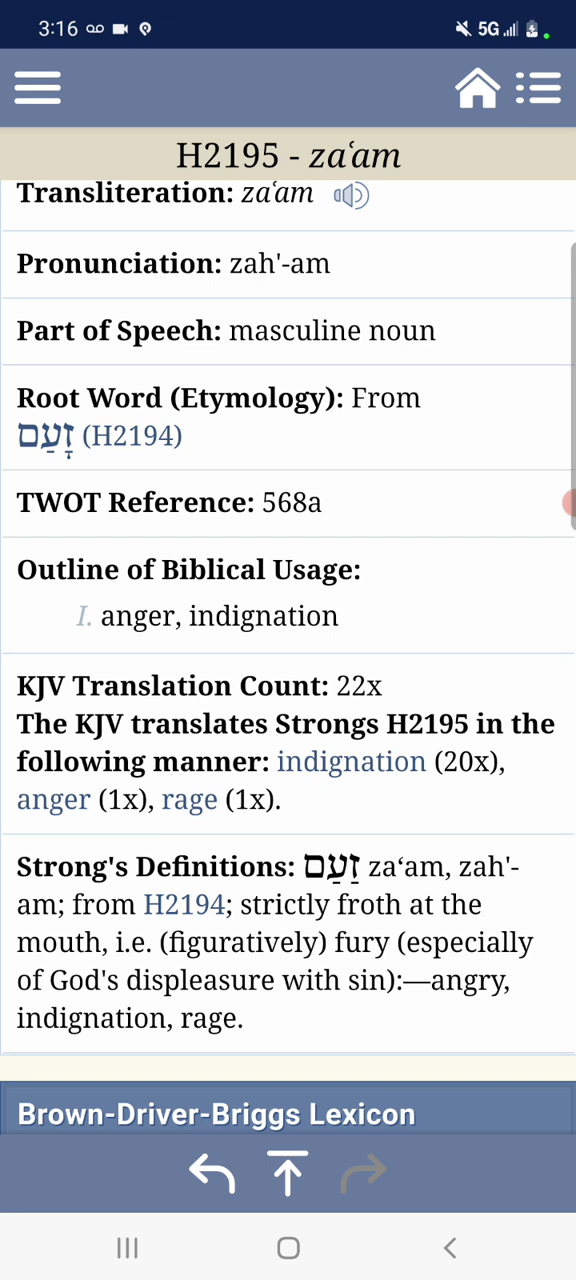 3:16
5G
H2195 - zaʿam
Transliteration: zaʿam
Pronunciation: zah'-am
Part of Speech: masculine noun
Root Word (Etymology): From
זָעַם (H2194)
TWOT Reference: 568a
Outline of Biblical Usage:
I. anger, indignation
KJV Translation Count: 22x
The KJV translates Strongs H2195 in the
following manner: indignation (20x),
anger (1x), rage (1x).
Strong's Definitions: זַעַם zaʻam, zah'-
am; from H2194; strictly froth at the
mouth, i.e. (figuratively) fury (especially
of God's displeasure with sin):—angry,
indignation, rage.
Brown-Driver-Briggs Lexicon